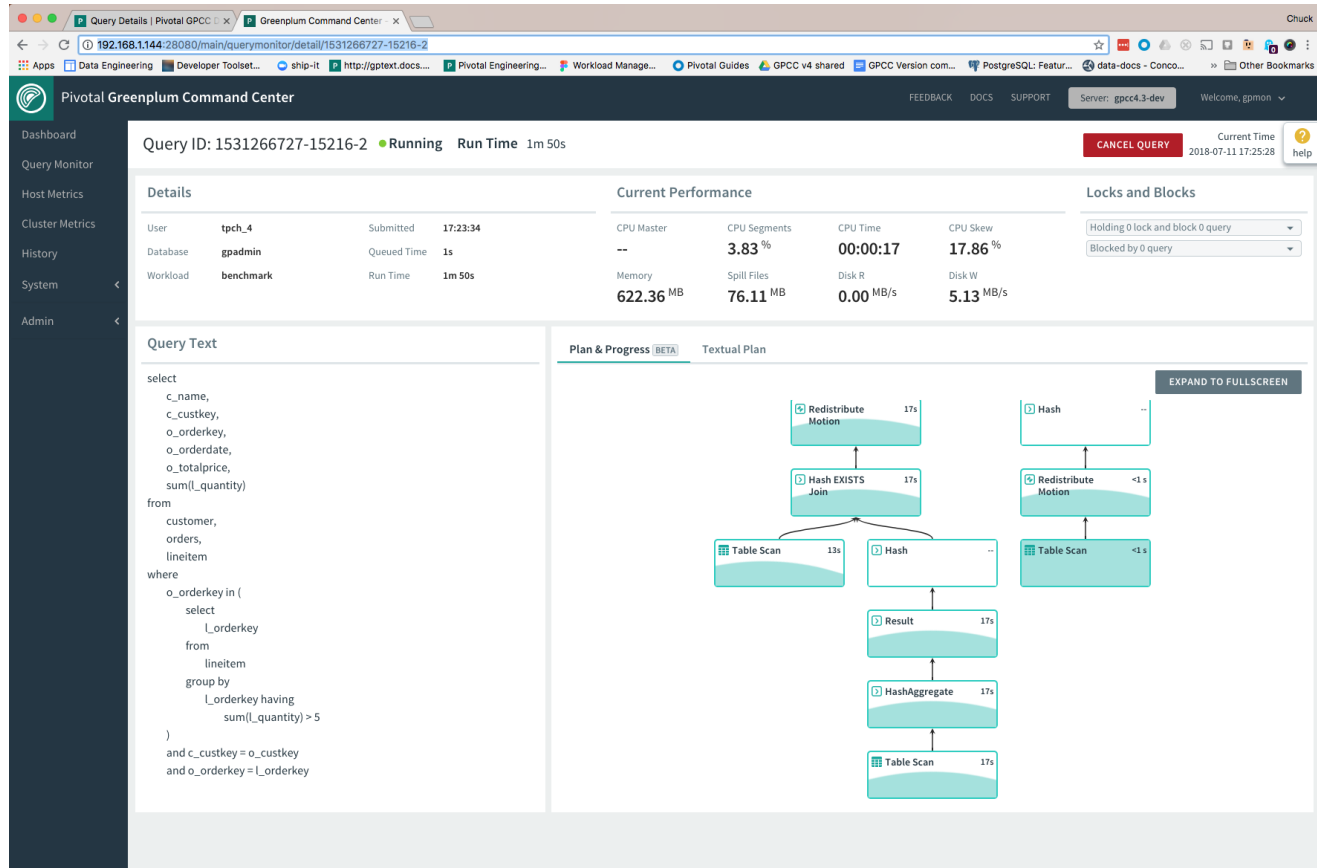 Query Details | Pivotal GPCC D
Greenplum Command Center -
Chuck
192.168.1.144:28080/main/querymonitor/detail/1531266727-15216-2
Apps Data Engineering Developer Toolset... ship-it http://gptext.docs.... Pivotal Engineering... Workload Manage... Pivotal Guides GPCC v4 shared GPCC Version com... PostgreSQL: Featur... data-docs - Conco... » Other Bookmarks
Pivotal Greenplum Command Center
FEEDBACK DOCS SUPPORT Server: gpcc4.3-dev Welcome, gpmon
Dashboard
Query Monitor
Host Metrics
Cluster Metrics
History
System
Admin
Query ID: 1531266727-15216-2 Running Run Time 1m 50s
CANCEL QUERY
Current Time
2018-07-11 17:25:28
help
Details
User tpch_4 Submitted 17:23:34
Database gpadmin Queued Time 1s
Workload benchmark Run Time 1m 50s
Current Performance
CPU Master CPU Segments CPU Time CPU Skew
-- 3.83 % 00:00:17 17.86 %
Memory Spill Files Disk R Disk W
622.36 MB 76.11 MB 0.00 MB/s 5.13 MB/s
Locks and Blocks
Holding 0 lock and block 0 query
Blocked by 0 query
Query Text
select
c_name,
c_custkey,
o_orderkey,
o_orderdate,
o_totalprice,
sum(l_quantity)
from
customer,
orders,
lineitem
where
o_orderkey in (
select
l_orderkey
from
lineitem
group by
l_orderkey having
sum(l_quantity) > 5
)
and c_custkey = o_custkey
and o_orderkey = l_orderkey
Plan & Progress BETA Textual Plan
EXPAND TO FULLSCREEN
Redistribute 17s
Motion
Hash --
Hash EXISTS 17s
Join
Redistribute <1 s
Motion
Table Scan 13s
Hash --
Table Scan <1 s
Result 17s
HashAggregate 17s
Table Scan 17s